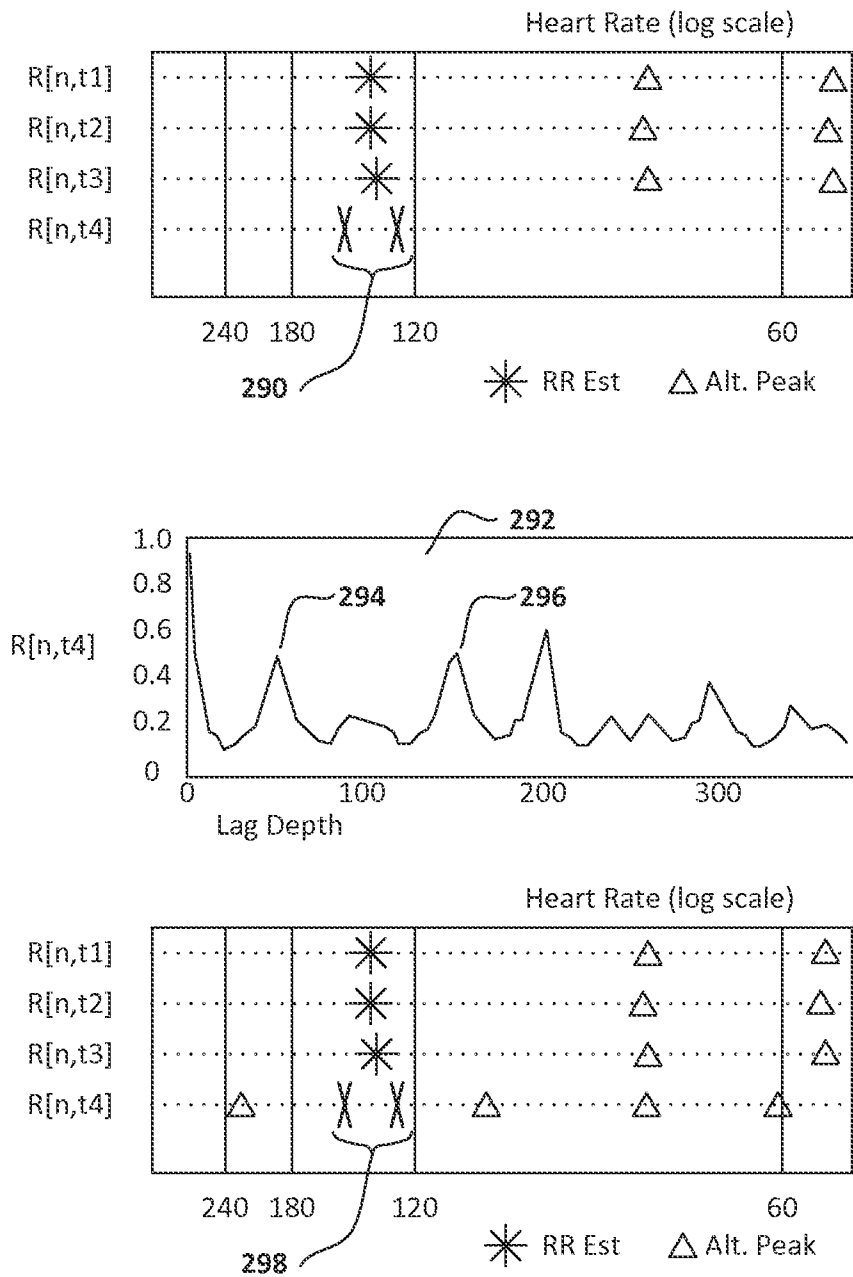 Heart Rate (log scale)
R[n,t1]
R[n,t2]
R[n,t3]
R[n,t4]
240 180 120 60
290
RR Est Alt. Peak
292
1.0
0.8
294 296
0.6
R[n,t4]
0.4
0.2
0
0 100 200 300
Lag Depth
Heart Rate (log scale)
R[n,t1]
R[n,t2]
R[n,t3]
R[n,t4]
240 180 120 60
298
RR Est Alt. Peak